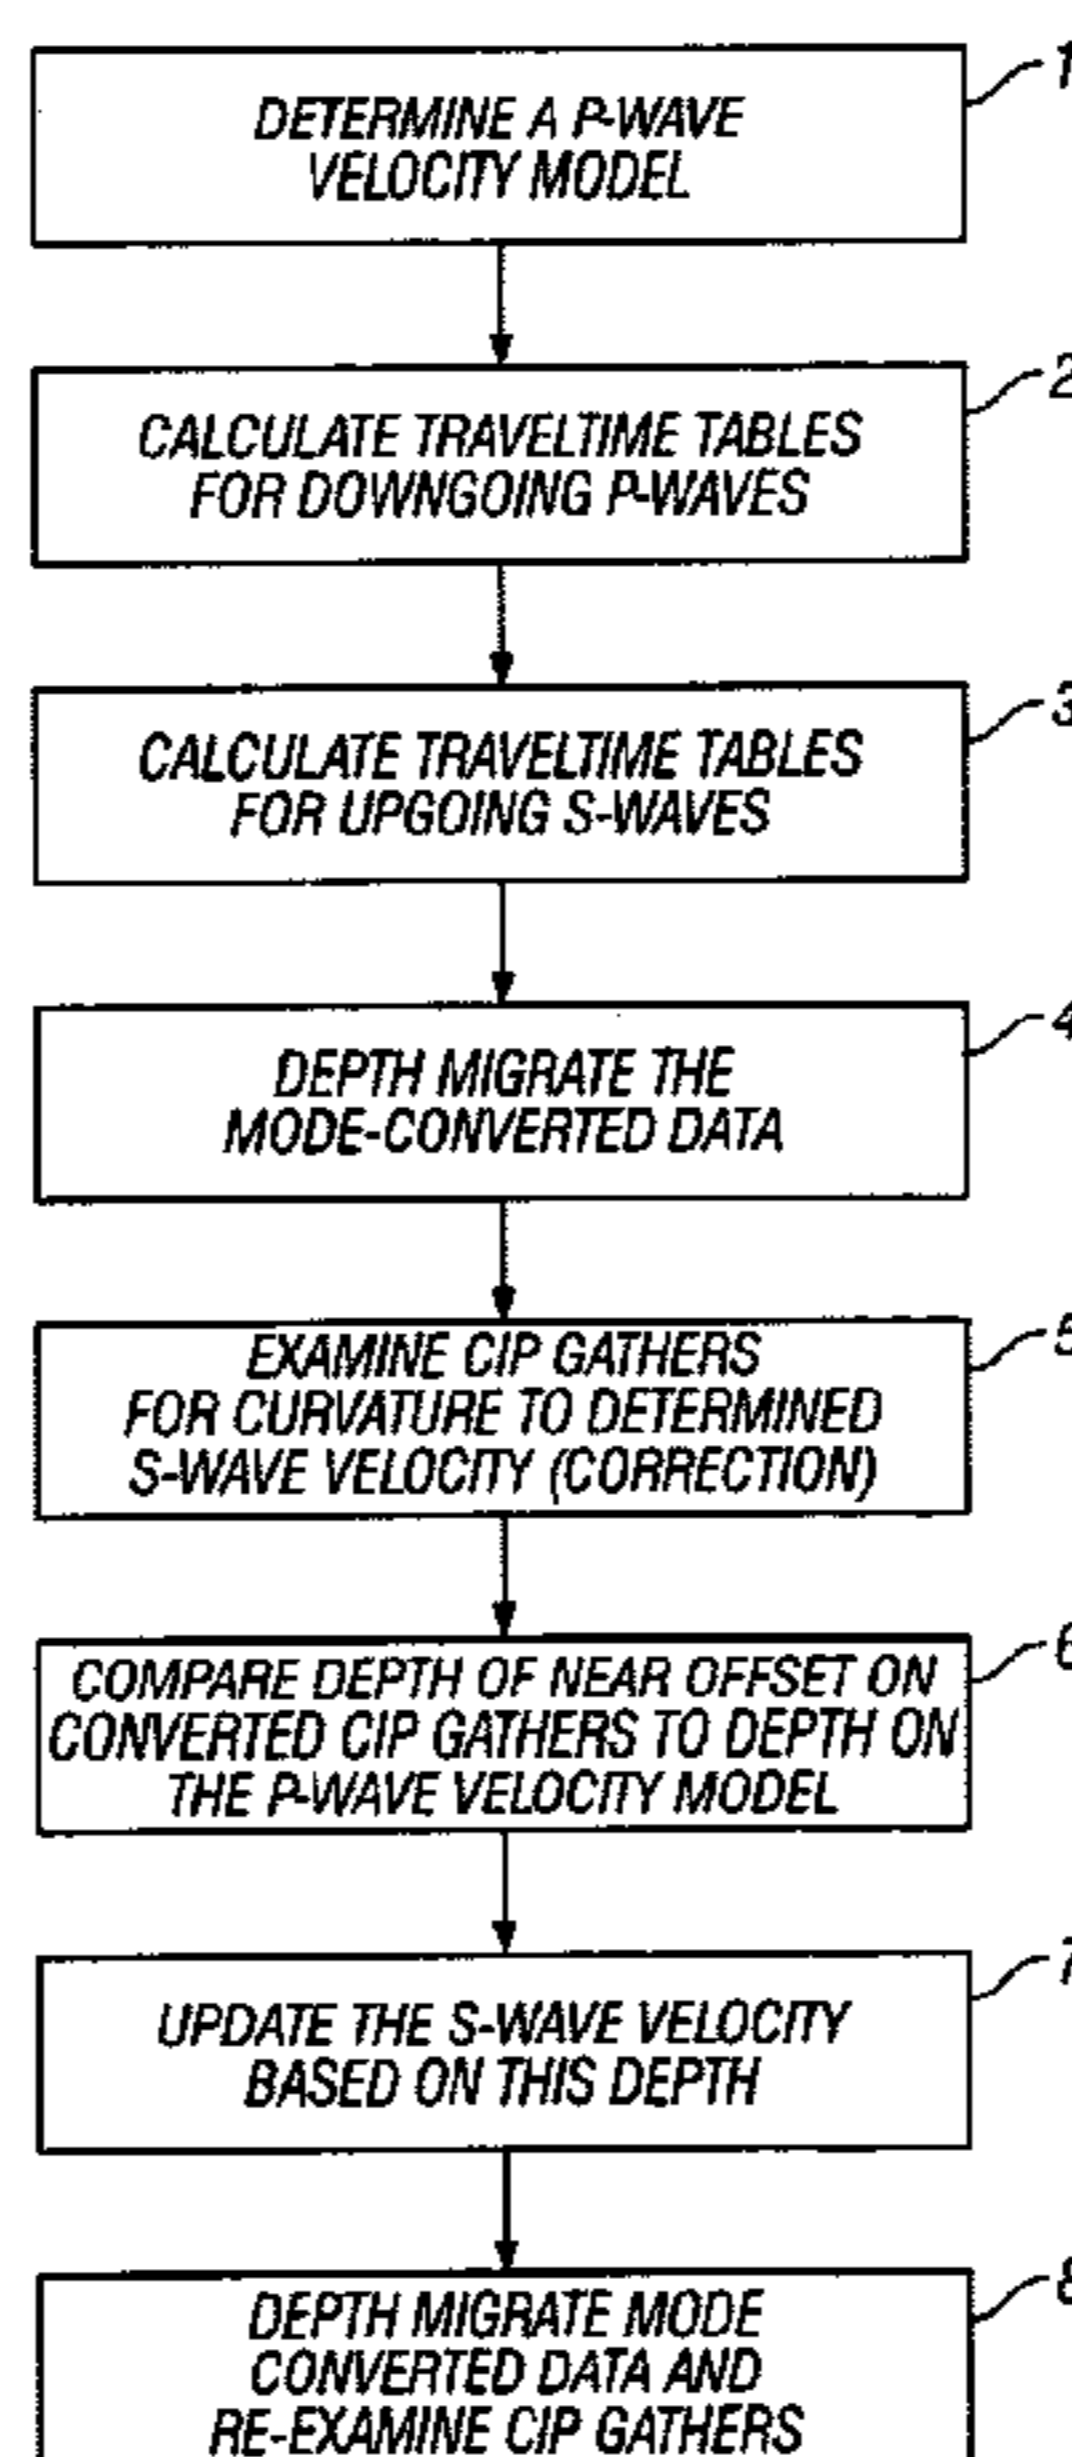 1
DETERMINE A P-WAVE
VELOCITY MODEL
2
CALCULATE TRAVELTIME TABLES
FOR DOWNGOING P-WAVES
3
CALCULATE TRAVELTIME TABLES
FOR UPGOING S-WAVES
4
DEPTH MIGRATE THE
MODE-CONVERTED DATA
5
EXAMINE CIP GATHERS
FOR CURVATURE TO DETERMINED
S-WAVE VELOCITY (CORRECTION)
6
COMPARE DEPTH OF NEAR OFFSET ON
CONVERTED CIP GATHERS TO DEPTH ON
THE P-WAVE VELOCITY MODEL
7
UPDATE THE S-WAVE VELOCITY
BASED ON THIS DEPTH
8
DEPTH MIGRATE MODE
CONVERTED DATA AND
RE-EXAMINE CIP GATHERS